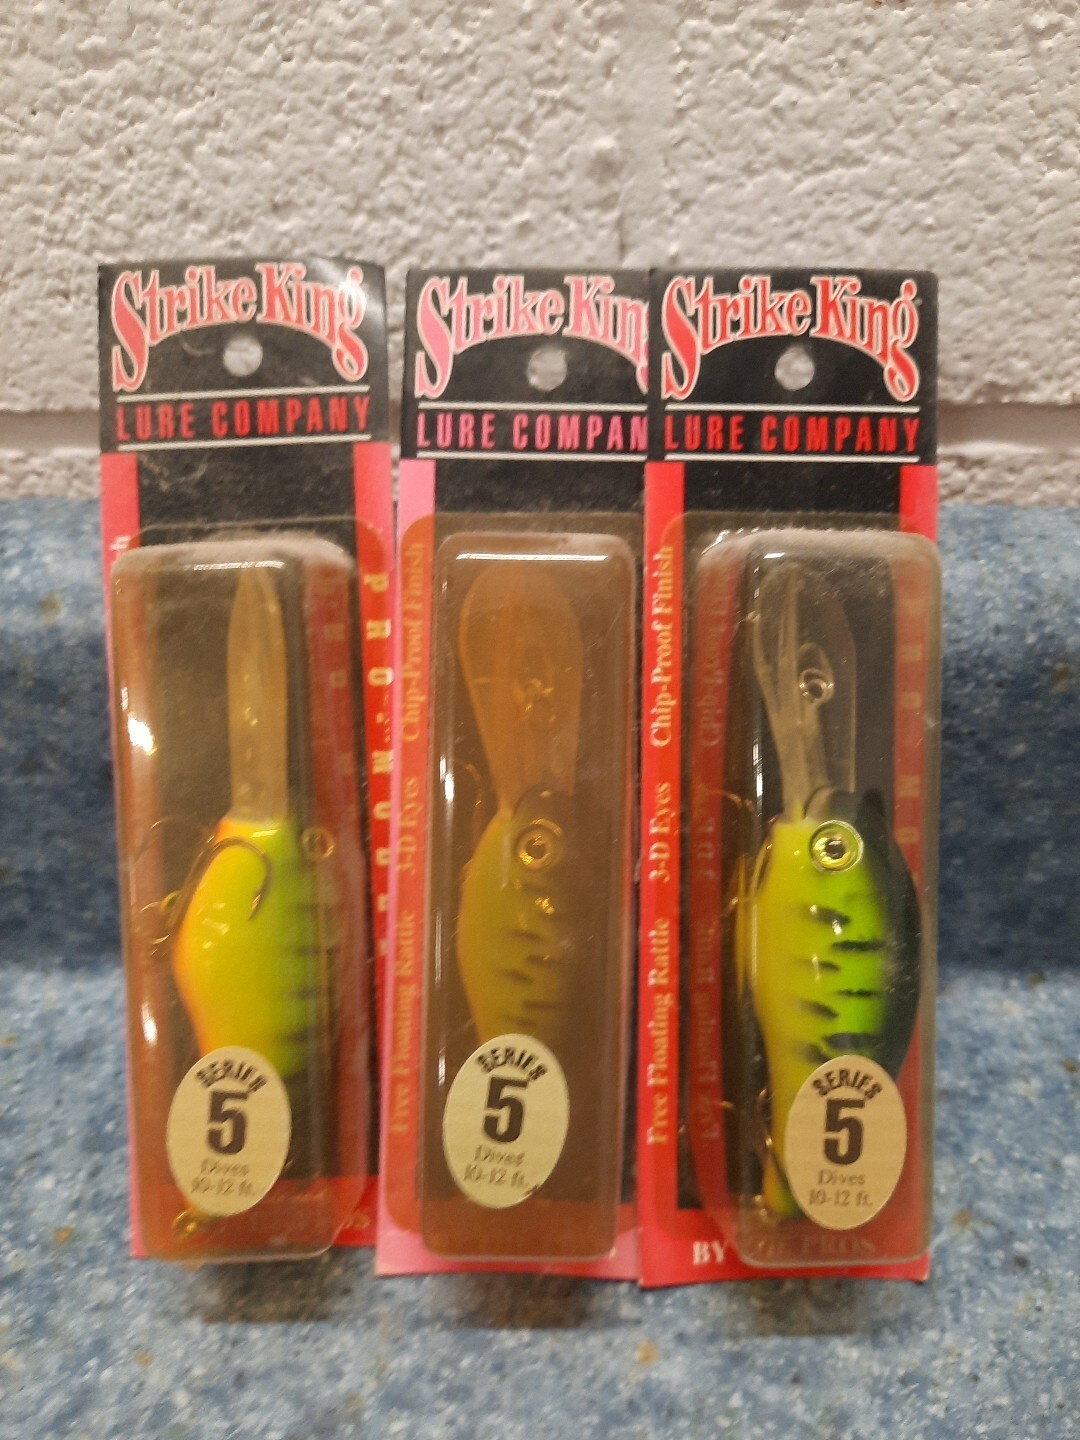 Strike King
LURE COMPANY
PRO MODEL
SERIES
5
Dives
10-12 ft.
Strike King
LURE COMPAN
Free Floating Rattle 3-D Eyes Chip-Proof Finish
SERIES
5
Dives
10-12 ft.
Strike King
LURE COMPANY
Free Floating Rattle 3-D Eyes Chip-Proof Finish
PRO MO
SERIES
5
Dives
10-12 ft.
BY THE PROS